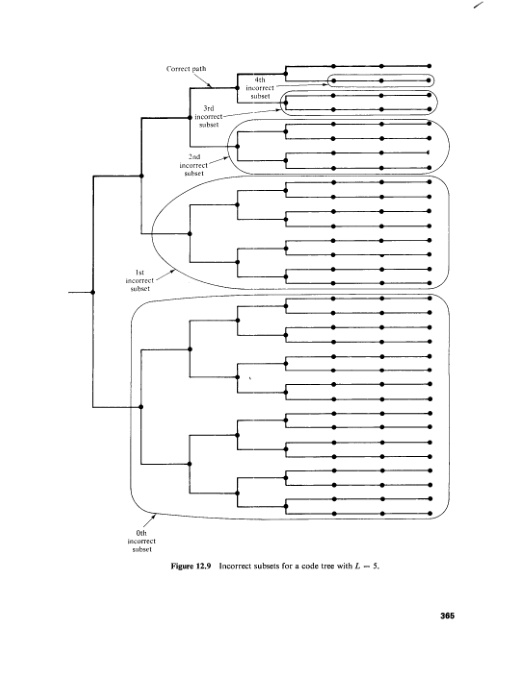 Correct path
4th
incorrect
subset
3rd
incorrect
subset
2nd
incorrect
subset
1st
incorrect
subset
0th
incorrect
subset
Figure 12.9 Incorrect subsets for a code tree with L = 5.
365